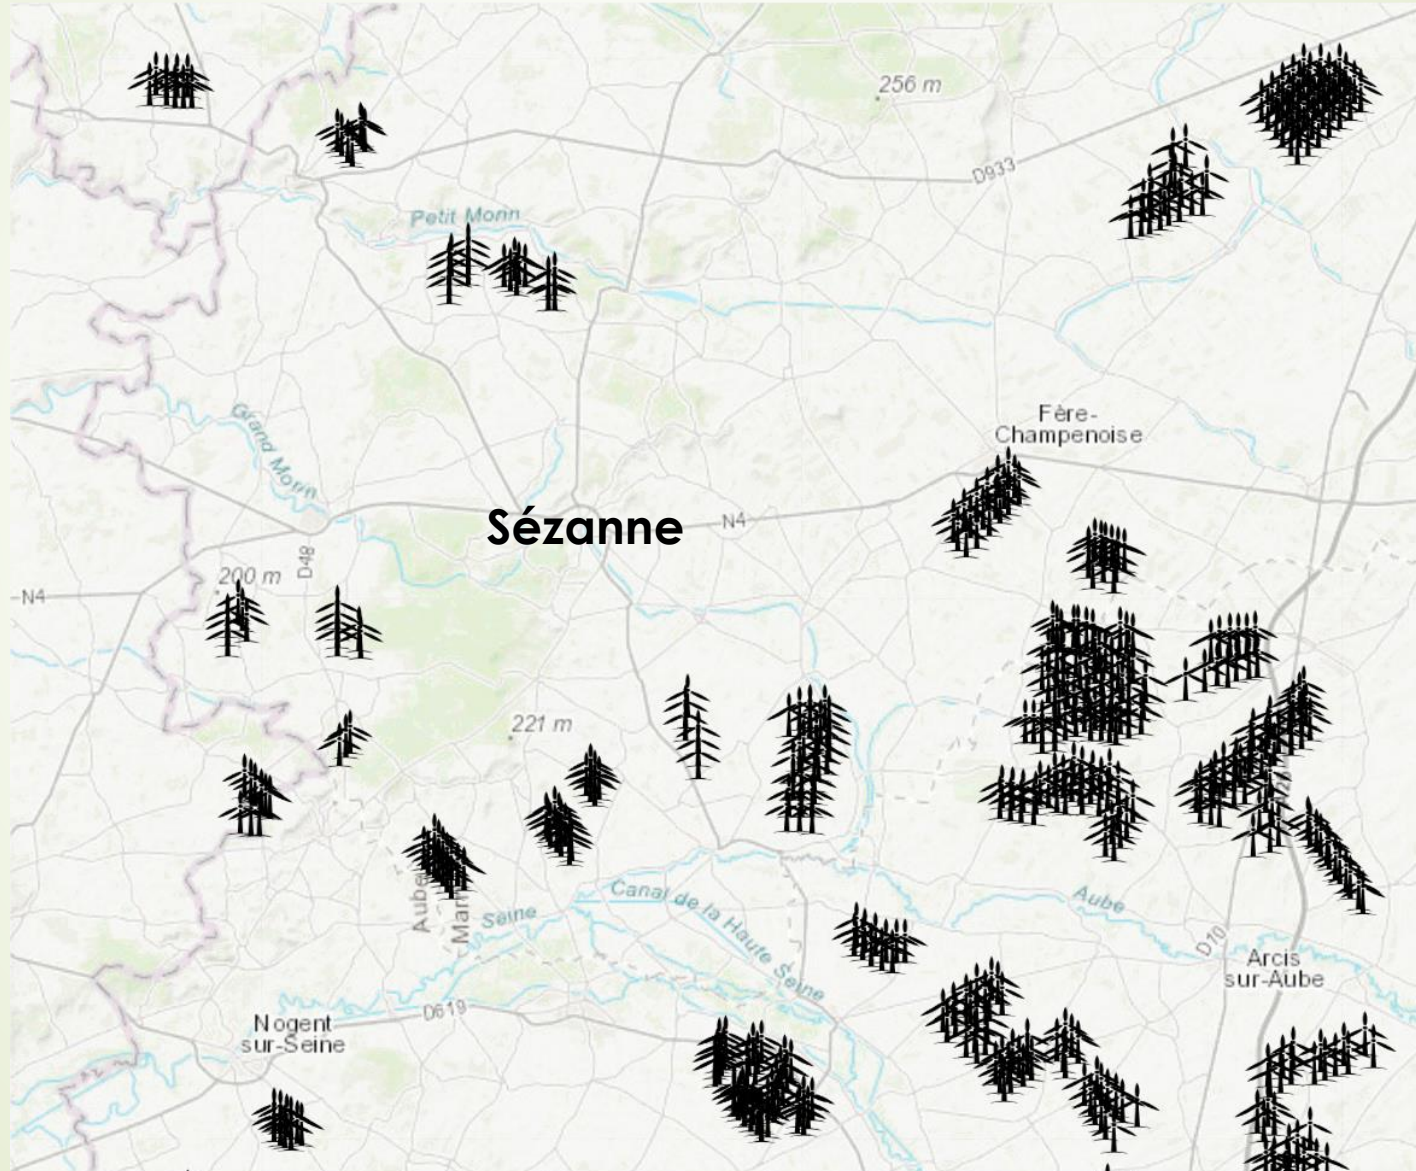 256 m
D933
Petit Morin
Fère-
Champenoise
Grand Morin
Sézanne
N4
D48
200 m
N4
221 m
Aube
Canal de la Haute Seine
Seine
Aube
D10
Arcis
sur-Aube
D619
Nogent
sur-Seine